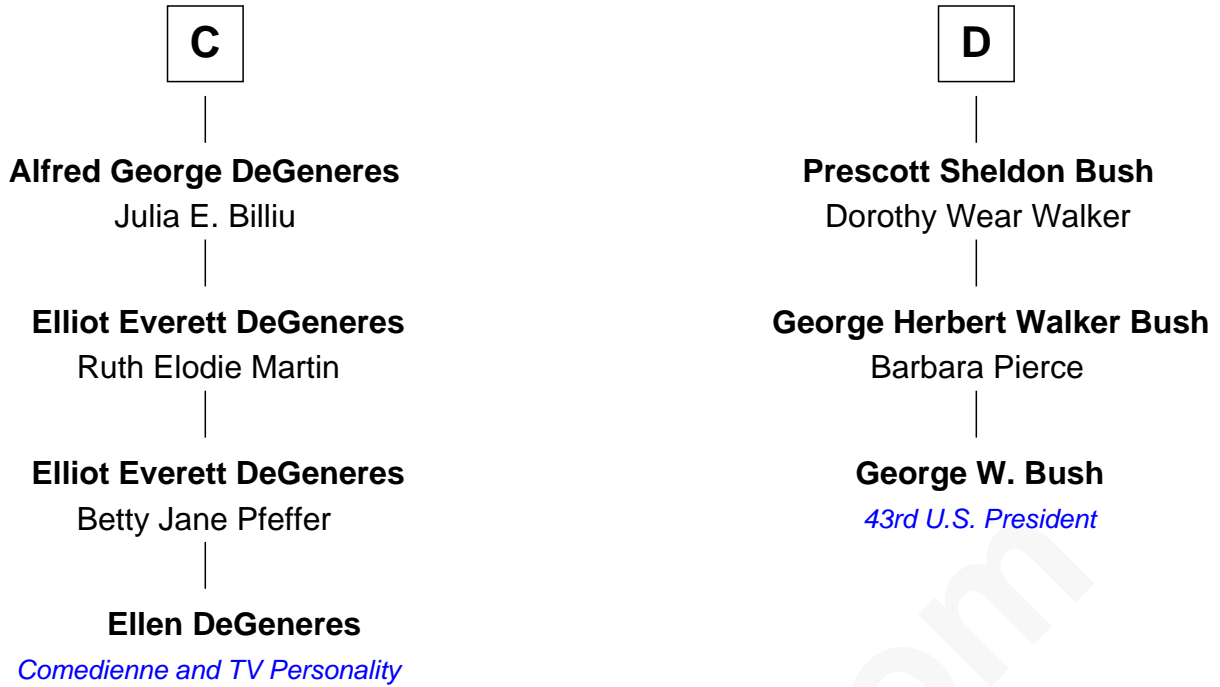 C
Alfred George DeGeneres
Julia E. Billiu
Elliot Everett DeGeneres
Ruth Elodie Martin
Elliot Everett DeGeneres
Betty Jane Pfeffer
Ellen DeGeneres
Comedienne and TV Personality
D
Prescott Sheldon Bush
Dorothy Wear Walker
George Herbert Walker Bush
Barbara Pierce
George W. Bush
43rd U.S. President
om